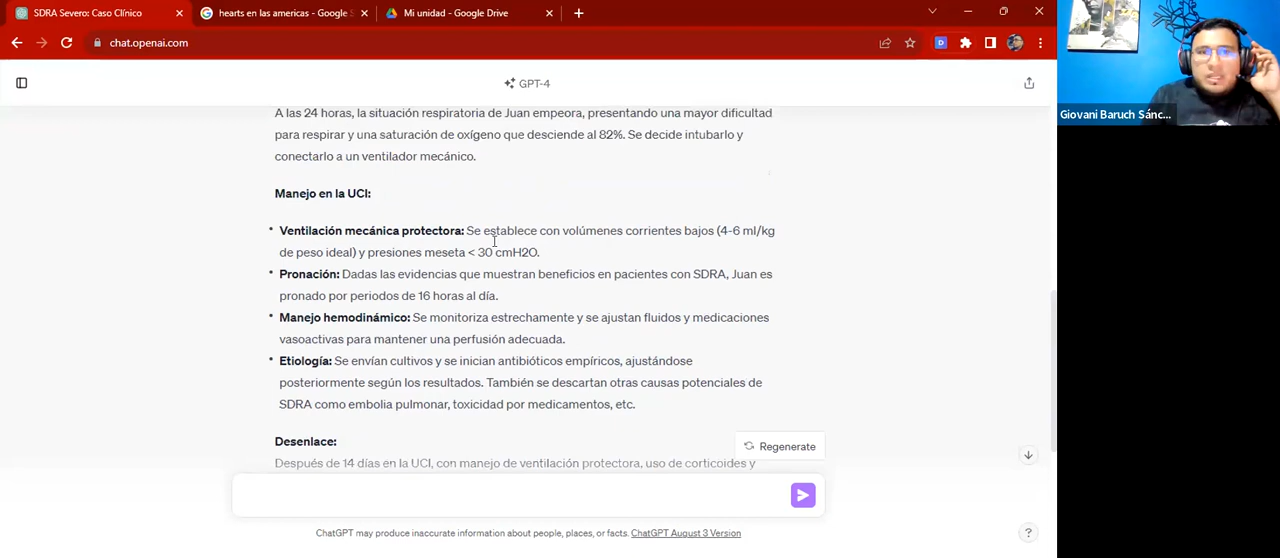 SDRA Severo: Caso Clínico
hearts en las americas - Google S
Mi unidad - Google Drive
chat.openai.com
D
GPT-4
Giovani Baruch Sánc...
A las 24 horas, la situación respiratoria de Juan empeora, presentando una mayor dificultad
para respirar y una saturación de oxígeno que desciende al 82%. Se decide intubarlo y
conectarlo a un ventilador mecánico.
Manejo en la UCI:
• Ventilación mecánica protectora: Se establece con volúmenes corrientes bajos (4-6 ml/kg
de peso ideal) y presiones meseta < 30 cmH2O.
• Pronación: Dadas las evidencias que muestran beneficios en pacientes con SDRA, Juan es
pronado por periodos de 16 horas al día.
• Manejo hemodinámico: Se monitoriza estrechamente y se ajustan fluidos y medicaciones
vasoactivas para mantener una perfusión adecuada.
• Etiología: Se envían cultivos y se inician antibióticos empíricos, ajustándose
posteriormente según los resultados. También se descartan otras causas potenciales de
SDRA como embolia pulmonar, toxicidad por medicamentos, etc.
Desenlace:
Regenerate
Después de 14 días en la UCI, con manejo de ventilación protectora, uso de corticoides y
ChatGPT may produce inaccurate information about people, places, or facts. ChatGPT August 3 Version
?